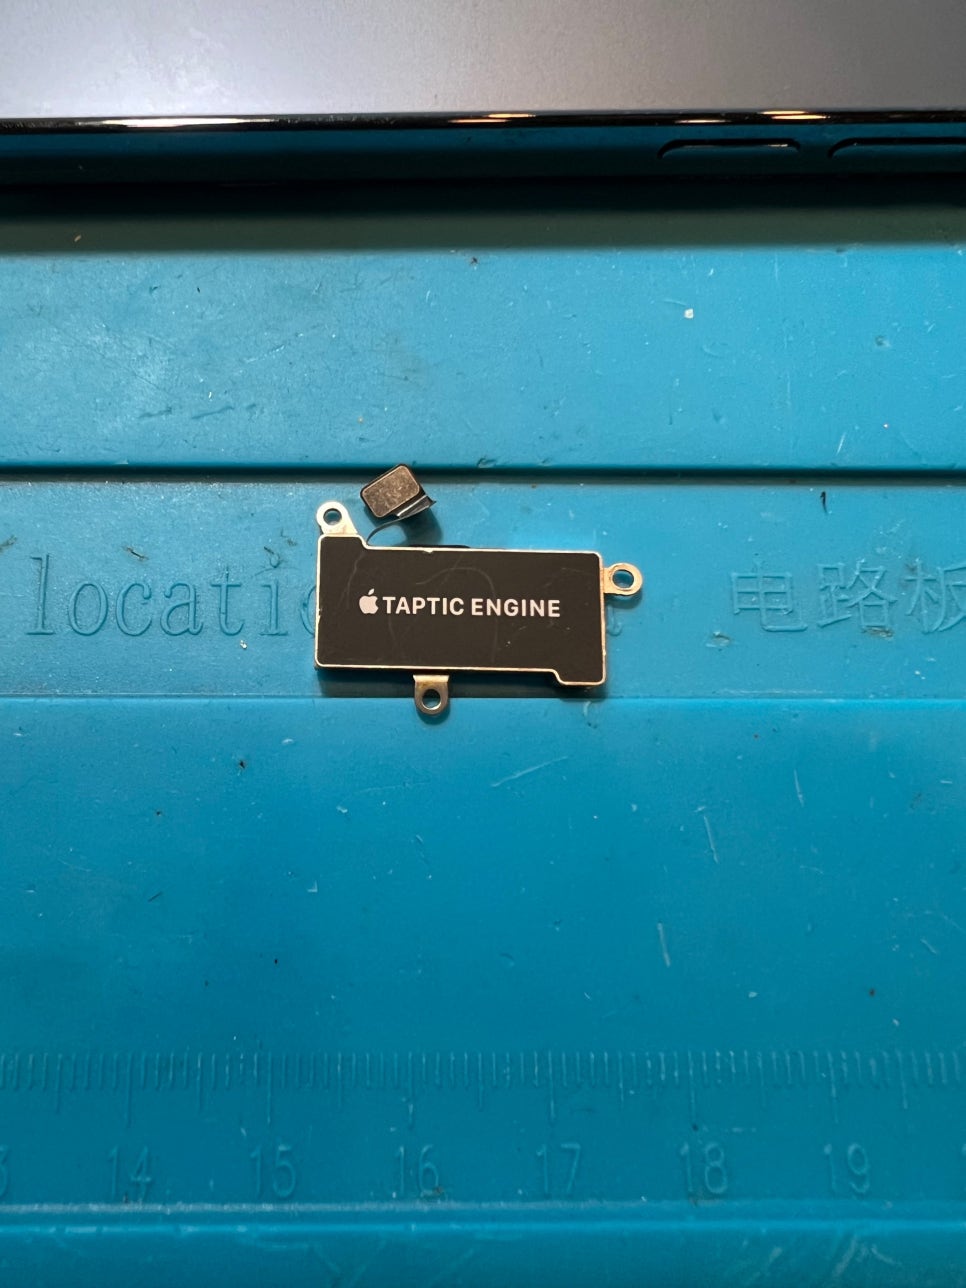 locati
电路板
TAPTIC ENGINE
14 15 16 17 18 19